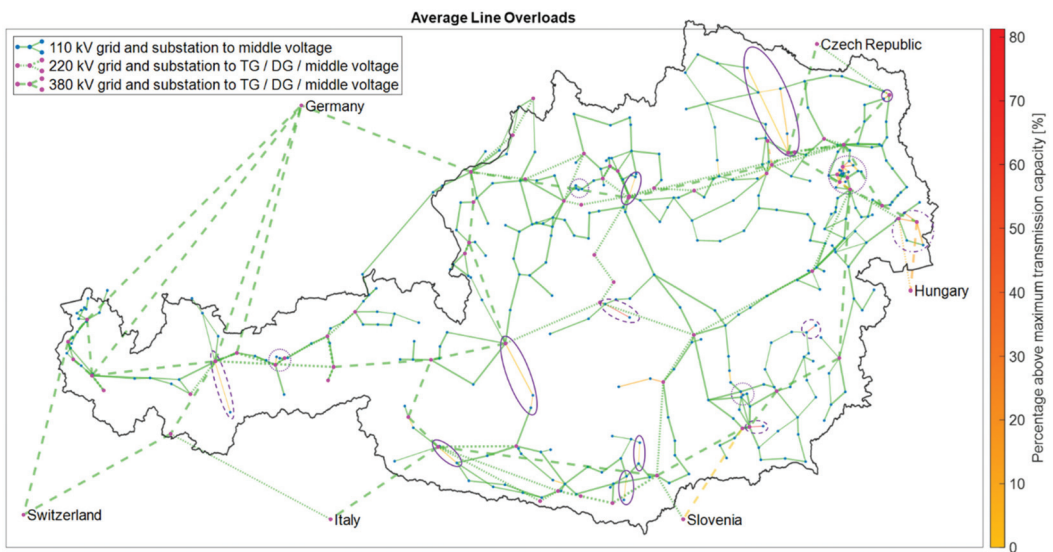 Average Line Overloads
110 kV grid and substation to middle voltage
220 kV grid and substation to TG / DG / middle voltage
380 kV grid and substation to TG / DG / middle voltage
Czech Republic
Germany
Hungary
Switzerland
Italy
Slovenia
80
70
60
50
40
30
20
10
0
Percentage above maximum transmission capacity [%]